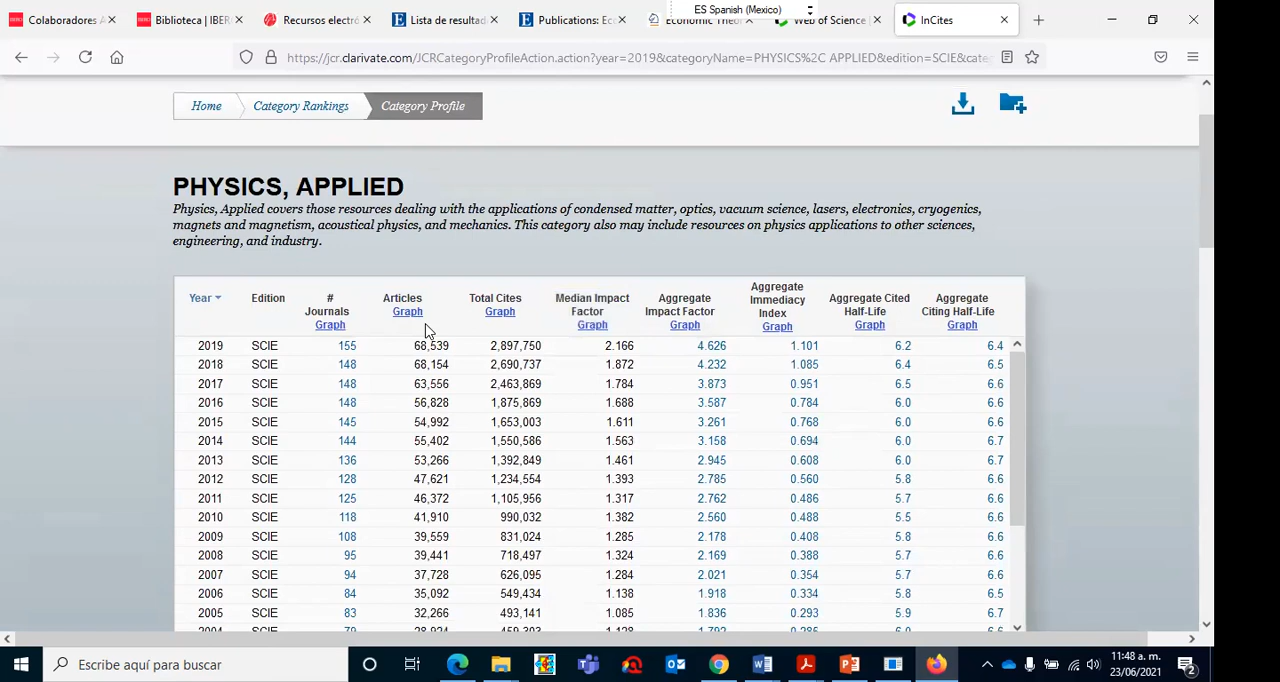 ES Spanish (Mexico)
Colaboradores A
Biblioteca | IBER
Recursos electró
Lista de resultad
Publications: Eco
Web of Science
InCites
https://jcr.clarivate.com/JCRCategoryProfileAction.action?year=2019&categoryName=PHYSICS%2C APPLIED&edition=SCIE&cate
Home Category Rankings Category Profile
PHYSICS, APPLIED
Physics, Applied covers those resources dealing with the applications of condensed matter, optics, vacuum science, lasers, electronics, cryogenics,
magnets and magnetism, acoustical physics, and mechanics. This category also may include resources on physics applications to other sciences,
engineering, and industry.
Year Edition # Journals Graph Articles Graph Total Cites Graph Median Impact Factor Graph Aggregate Impact Factor Graph Aggregate Immediacy Index Graph Aggregate Cited Half-Life Graph Aggregate Citing Half-Life Graph
2019 SCIE 155 68,539 2,897,750 2.166 4.626 1.101 6.2 6.4
2018 SCIE 148 68,154 2,690,737 1.872 4.232 1.085 6.4 6.5
2017 SCIE 148 63,556 2,463,869 1.784 3.873 0.951 6.5 6.6
2016 SCIE 148 56,828 1,875,869 1.688 3.587 0.784 6.0 6.6
2015 SCIE 145 54,992 1,653,003 1.611 3.261 0.768 6.0 6.6
2014 SCIE 144 55,402 1,550,586 1.563 3.158 0.694 6.0 6.7
2013 SCIE 136 53,266 1,392,849 1.461 2.945 0.608 6.0 6.7
2012 SCIE 128 47,621 1,234,554 1.393 2.785 0.560 5.8 6.6
2011 SCIE 125 46,372 1,105,956 1.317 2.762 0.486 5.7 6.6
2010 SCIE 118 41,910 990,032 1.382 2.560 0.488 5.5 6.6
2009 SCIE 108 39,559 831,024 1.285 2.178 0.408 5.8 6.6
2008 SCIE 95 39,441 718,497 1.324 2.169 0.388 5.7 6.6
2007 SCIE 94 37,728 626,095 1.284 2.021 0.354 5.7 6.6
2006 SCIE 84 35,092 549,434 1.138 1.918 0.334 5.8 6.5
2005 SCIE 83 32,266 493,141 1.085 1.836 0.293 5.9 6.7
Escribe aquí para buscar
11:48 a. m.
23/06/2021
2